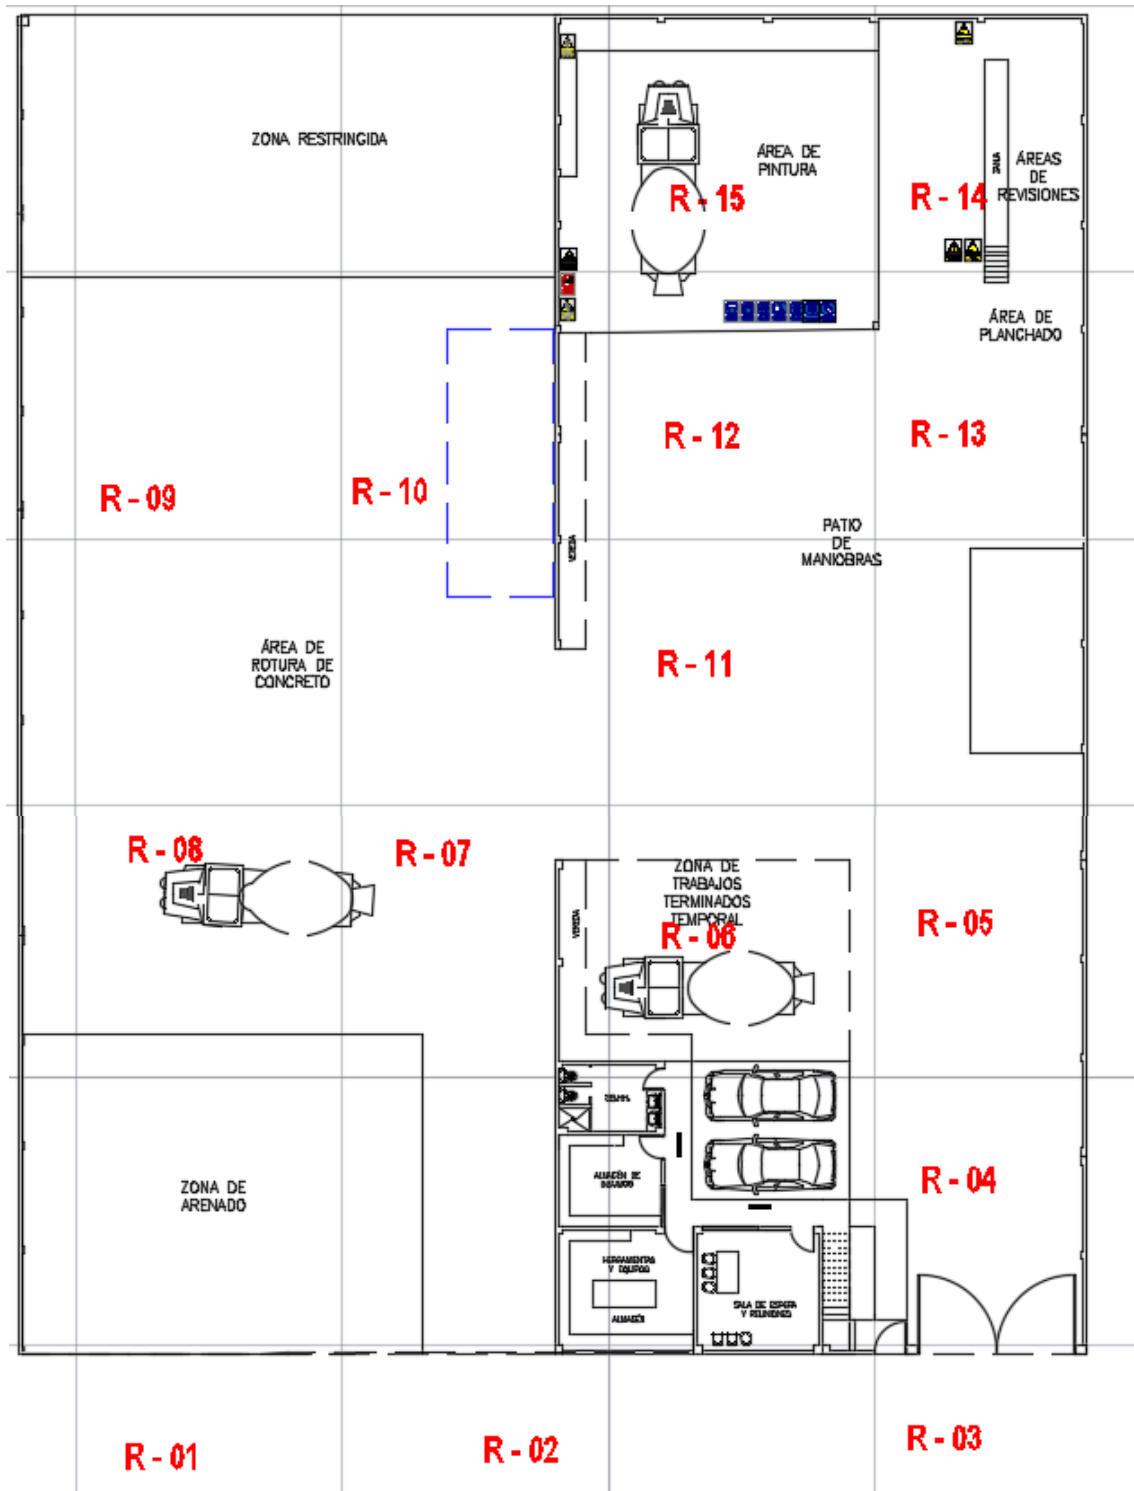 ZONA RESTRINGIDA
ÁREA DE
PINTURA
ÁREAS
DE
REVISIONES
R - 15
R - 14
ÁREA DE
PLANCHADO
R - 12
R - 13
R - 09
R - 10
PATIO
DE
MANIOBRAS
VEREDA
ÁREA DE
ROTURA DE
CONCRETO
R - 11
R - 08
R - 07
ZONA DE
TRABAJOS
TERMINADOS
TEMPORAL
VEREDA
R - 06
R - 05
ZONA DE
ARENADO
ALMACÉN DE
R - 04
HERRAMIENTAS
Y EQUIPOS
ALMACÉN
SALA DE ESPERA
Y REUNIONES
R - 01
R - 02
R - 03